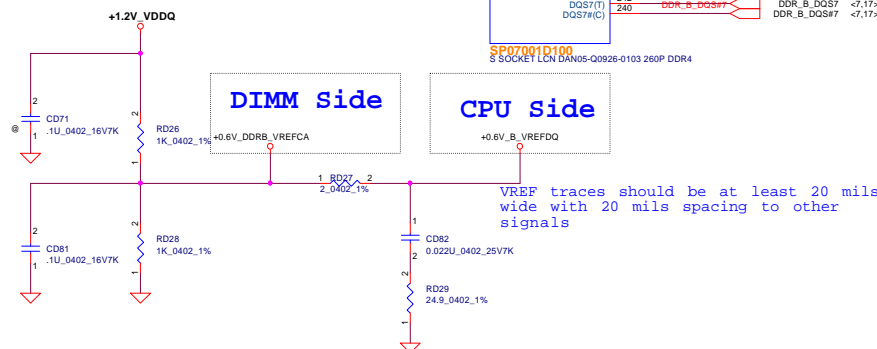 DQS7(T)
DQS7#(C)
240
DDR_B_DQS#7
DDR_B_DQS7 <7,17>
DDR_B_DQS#7 <7,17>
SP07001D100
S SOCKET LCN DAN05-Q0926-0103 260P DDR4
+1.2V_VDDQ
2
CD71
@
1
.1U_0402_16V7K
2
RD26
1K_0402_1%
1
DIMM Side
+0.6V_DDRB_VREFCA
CPU Side
+0.6V_B_VREFDQ
1 RD27 2
2_0402_1%
VREF traces should be at least 20 mils
wide with 20 mils spacing to other
signals
2
CD81
1
.1U_0402_16V7K
2
RD28
1K_0402_1%
1
1
CD82
0.022U_0402_25V7K
2
2
RD29
24.9_0402_1%
1